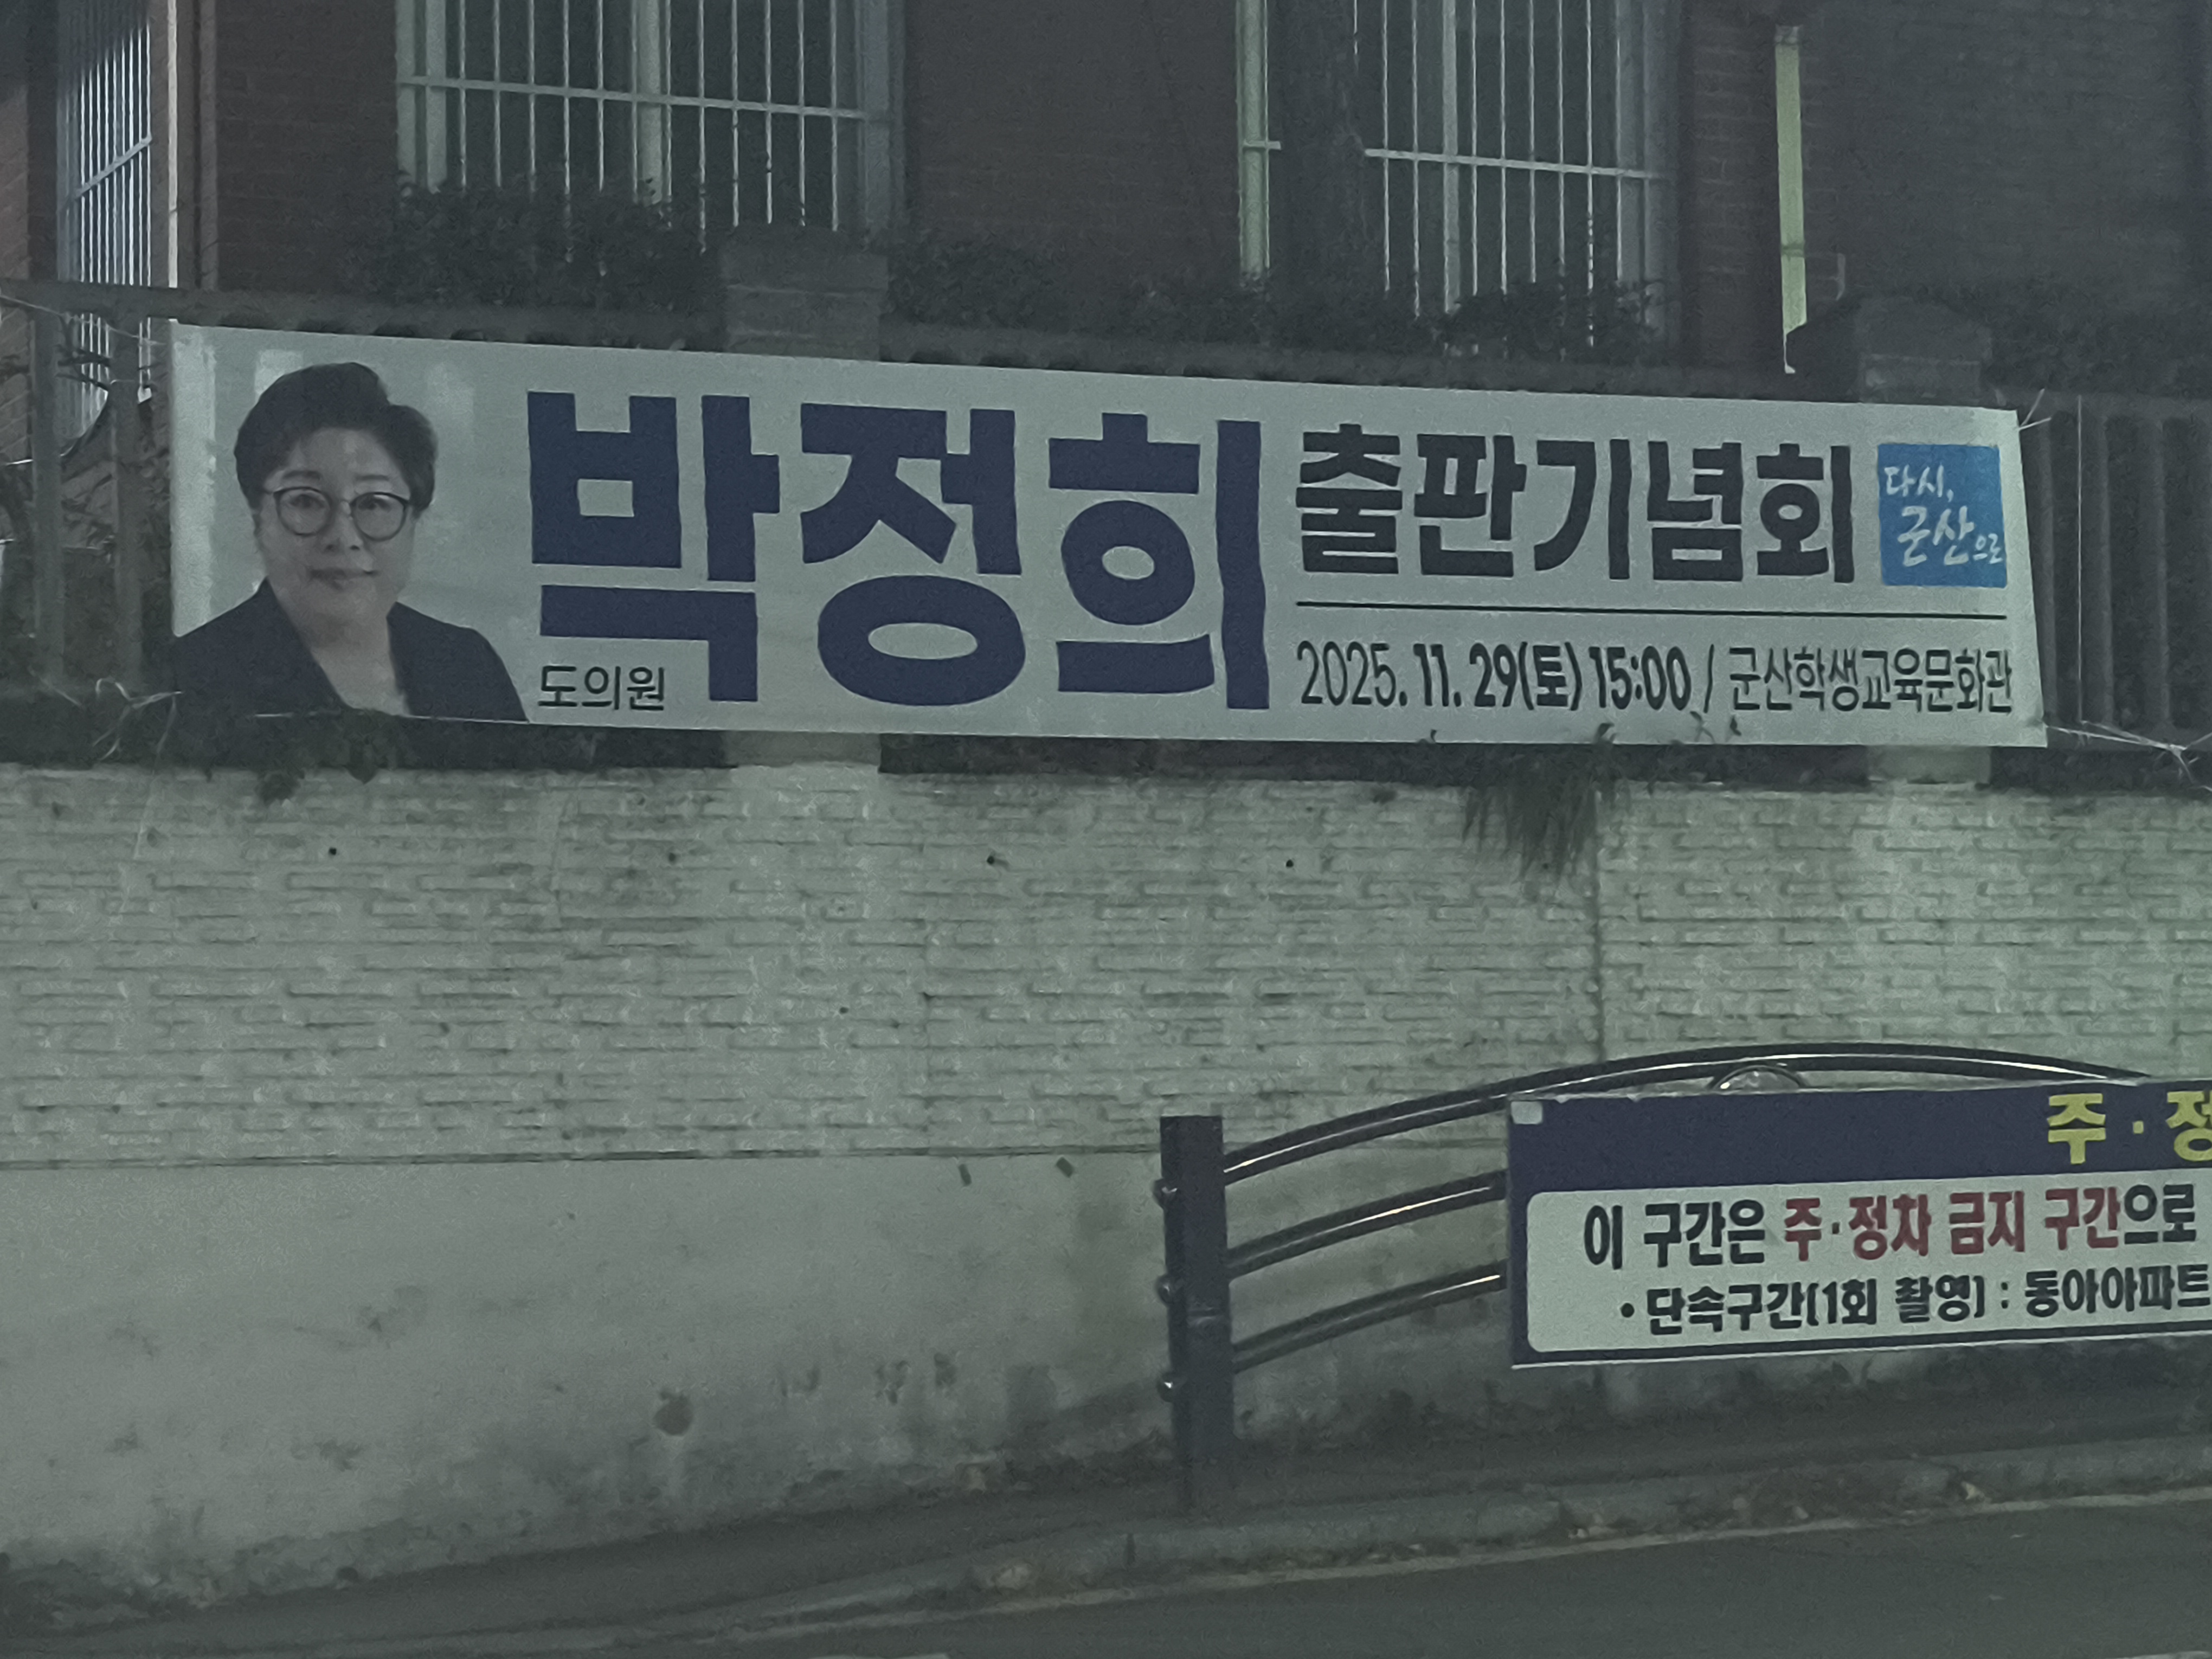 도의원
박정희
출판기념회
다시,
군산으로
2025. 11. 29(토) 15:00 / 군산학생교육문화관
주·정
이 구간은 주·정차 금지 구간으로
• 단속구간(1회 촬영) : 동아아파트